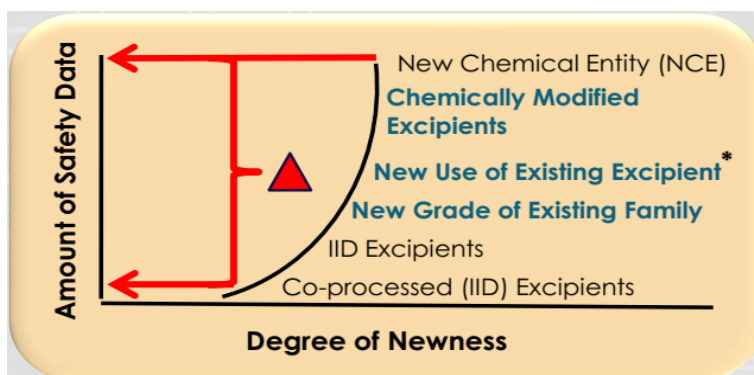 Amount of Safety Data
New Chemical Entity (NCE)
Chemically Modified
Excipients
New Use of Existing Excipient*
New Grade of Existing Family
IID Excipients
Co-processed (IID) Excipients
Degree of Newness